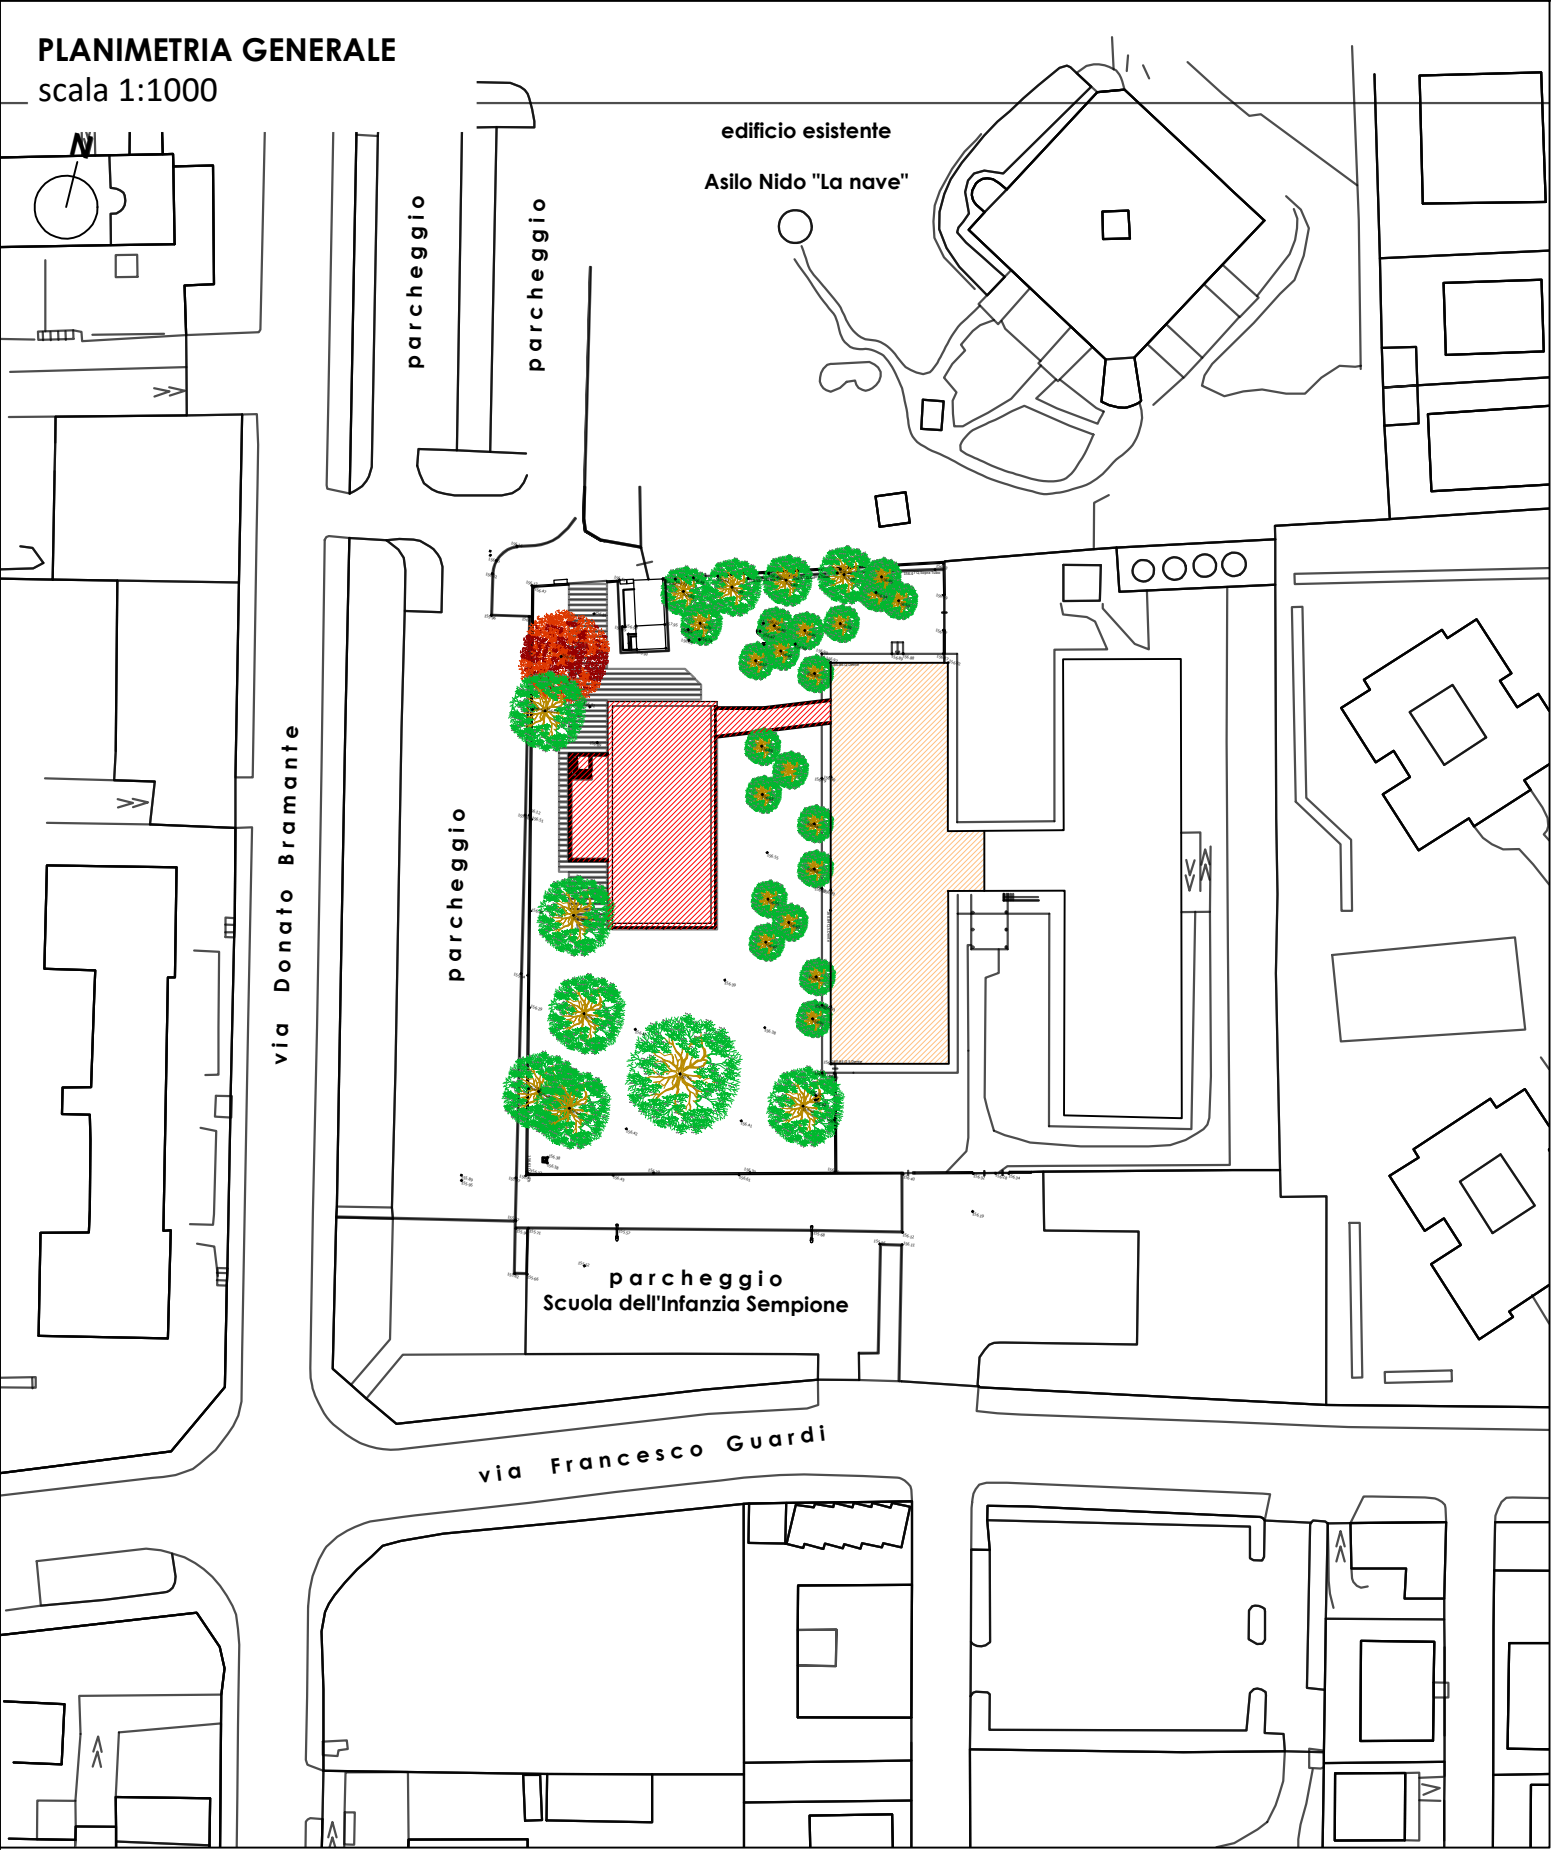 PLANIMETRIA GENERALE
scala 1:1000
N
edificio esistente
Asilo Nido "La nave"
parcheggio
parcheggio
via Donato Bramante
parcheggio
parcheggio
Scuola dell'Infanzia Sempione
via Francesco Guardi